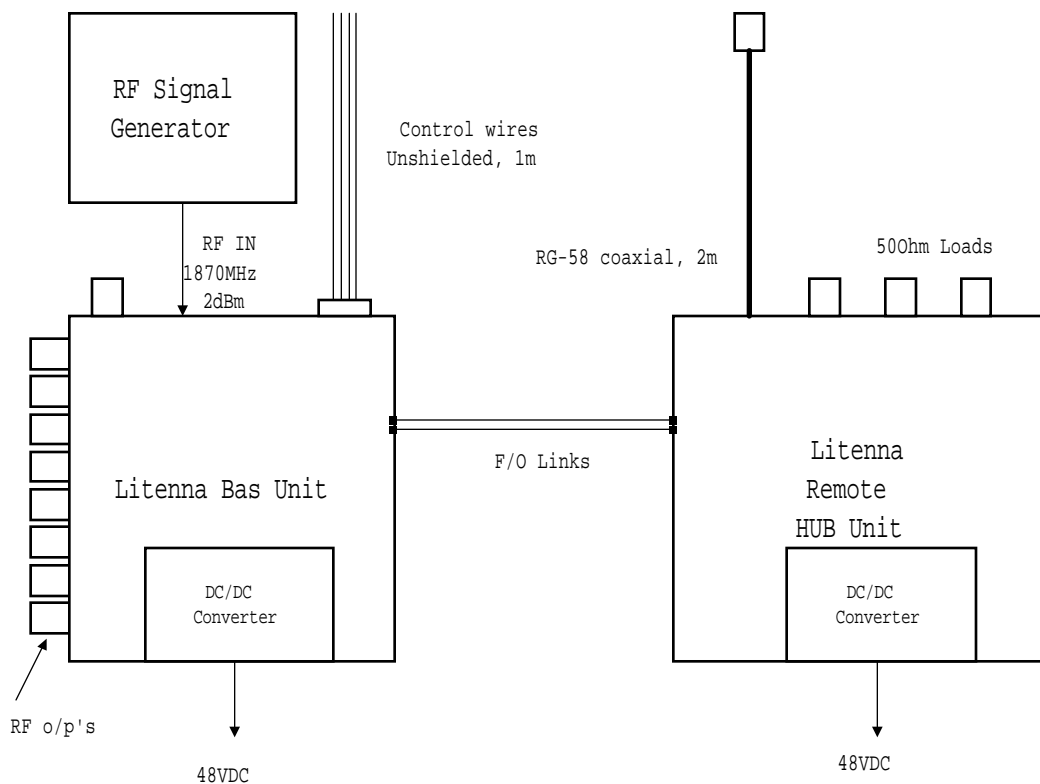 RF Signal
Generator
Control wires
Unshielded, 1m
RF IN
1870MHz
2dBm
RG-58 coaxial, 2m
50Ohm Loads
F/O Links
Litenna Bas Unit
Litenna
Remote
HUB Unit
DC/DC
Converter
DC/DC
Converter
RF o/p's
48VDC
48VDC